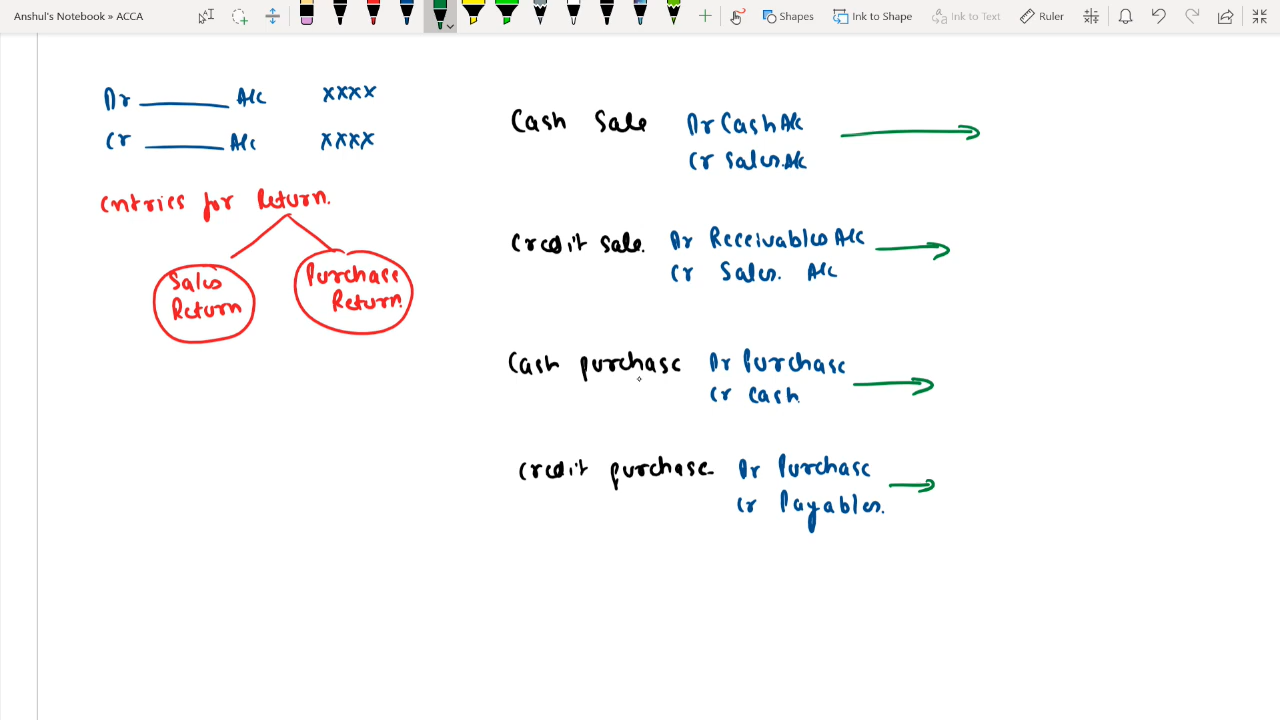 Anshul's Notebook » ACCA
Shapes
Ink to Shape
Ink to Text
Ruler
Dr ______ A/c xxxx
Cr ______ A/c xxxx
Entries for Return.
Sales
Return
Purchase
Return.
Cash Sale Dr Cash A/c
Cr Sales. A/c
Credit sale. Dr Receivables A/c
Cr Sales. A/c
Cash purchase Dr Purchase
Cr Cash.
Credit purchase. Dr Purchase
Cr Payables.